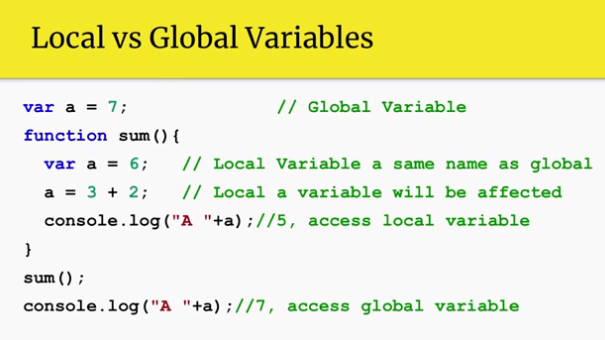 Local vs Global Variables
var a = 7; // Global Variable
function sum(){
var a = 6; // Local Variable a same name as global
a = 3 + 2; // Local a variable will be affected
console.log("A "+a);//5, access local variable
}
sum();
console.log("A "+a);//7, access global variable